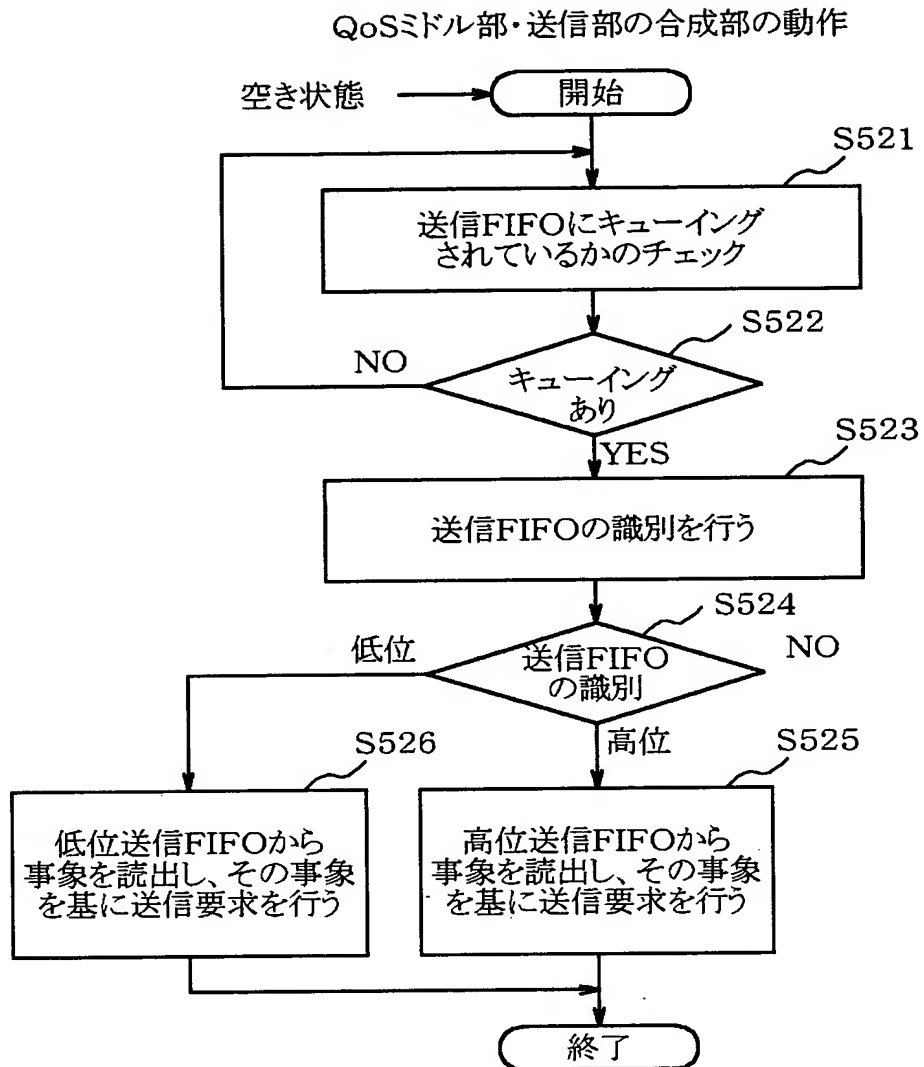 QoSミドル部・送信部の合成部の動作
空き状態
開始
S521
送信FIFOにキューイング
されているかのチェック
S522
NO
キューイング
あり
YES
S523
送信FIFOの識別を行う
S524
低位
送信FIFO
の識別
NO
高位
S526
S525
低位送信FIFOから
事象を読出し、その事象
を基に送信要求を行う
高位送信FIFOから
事象を読出し、その事象
を基に送信要求を行う
終了